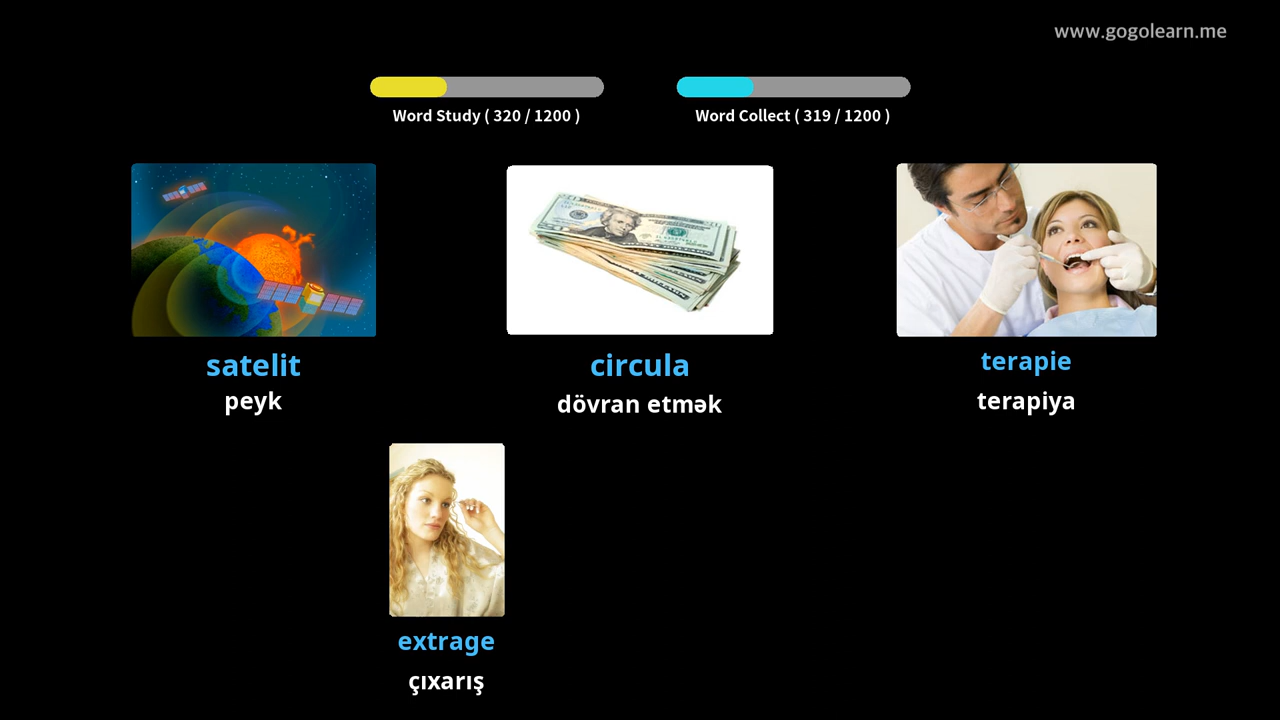 www.gogolearn.me
Word Study ( 320 / 1200 )
Word Collect ( 319 / 1200 )
satelit
circula
terapie
peyk
dövran etmək
terapiya
extrage
çıxarış